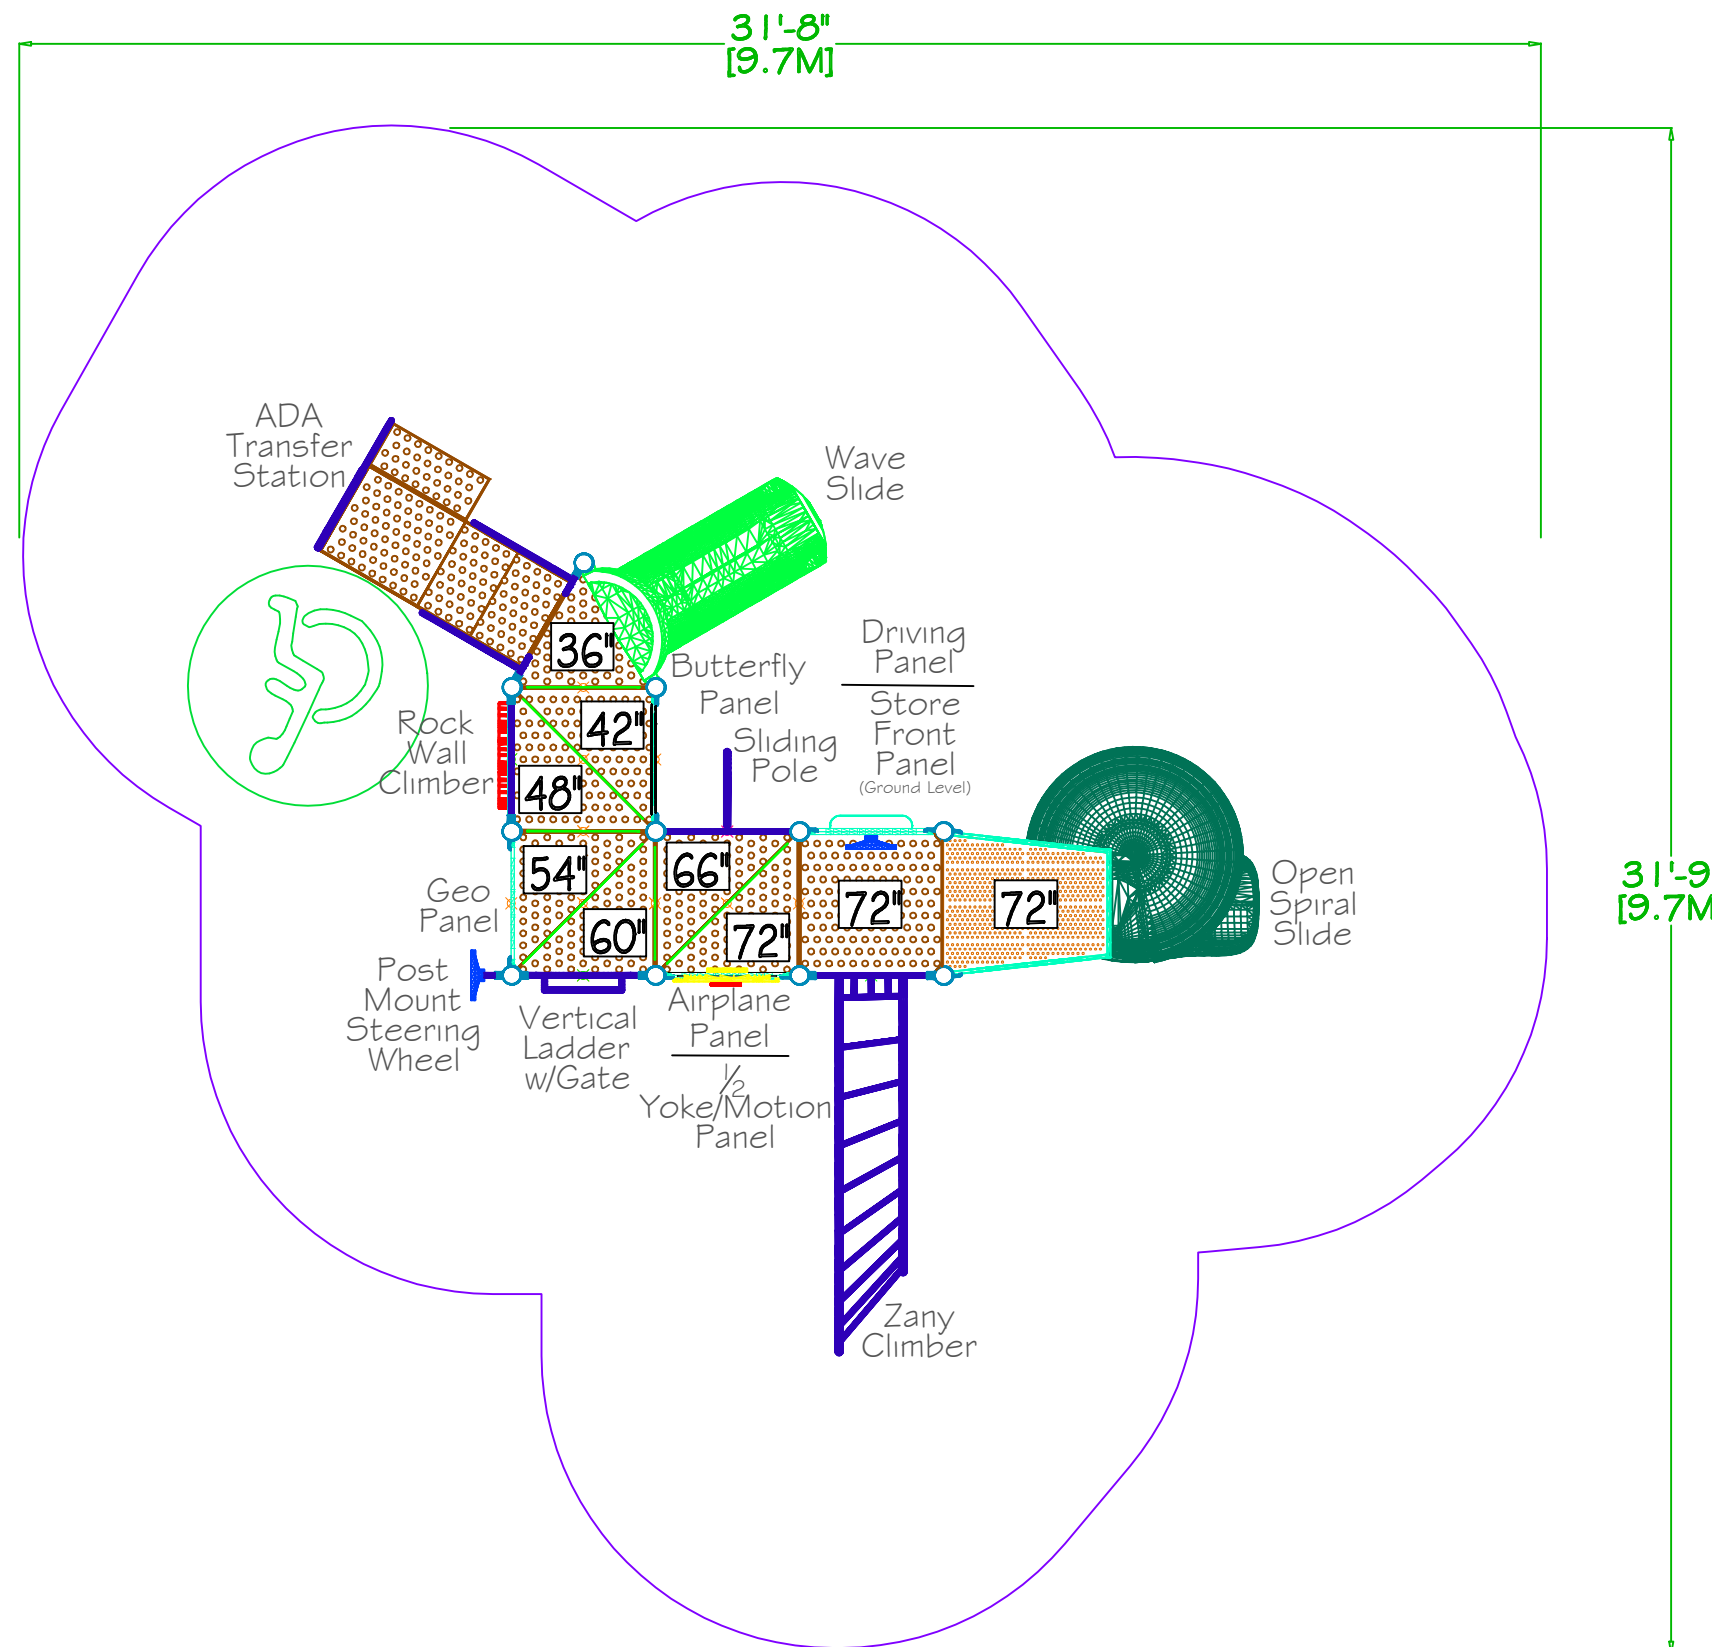 31'-8"
[9.7M]
ADA
Transfer
Station
Wave
Slide
36"
Butterfly
Panel
Driving
Panel
Store
Front
Panel
(Ground Level)
42"
48"
Rock
Wall
Climber
Sliding
Pole
54"
60"
66"
72"
72"
72"
Geo
Panel
Open
Spiral
Slide
31'-9
[9.7M
Post
Mount
Steering
Wheel
Vertical
Ladder
w/Gate
Airplane
Panel
1/2
Yoke/Motion
Panel
Zany
Climber